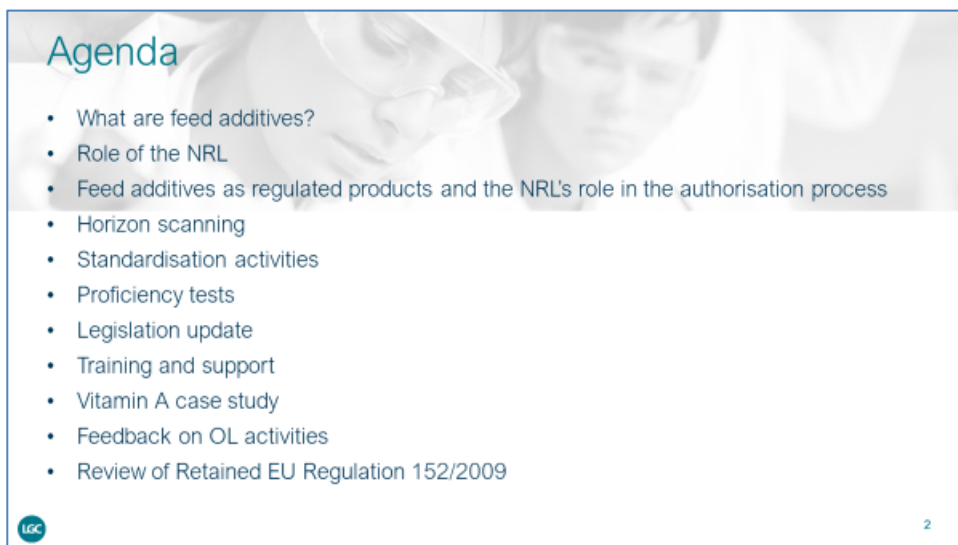 Agenda
• What are feed additives?
• Role of the NRL
• Feed additives as regulated products and the NRL's role in the authorisation process
• Horizon scanning
• Standardisation activities
• Proficiency tests
• Legislation update
• Training and support
• Vitamin A case study
• Feedback on OL activities
• Review of Retained EU Regulation 152/2009
LGC
2